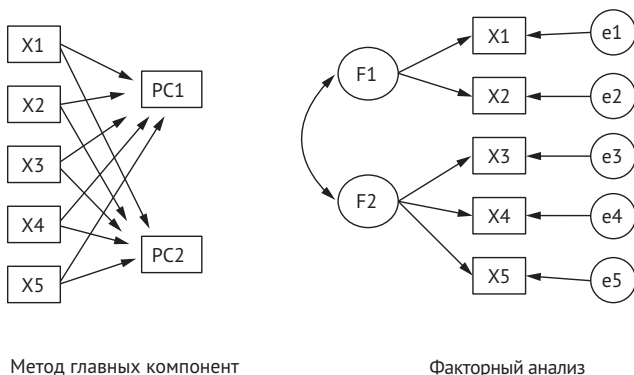 X1
X2
X3
X4
X5
PC1
PC2
Метод главных компонент
F1
F2
X1
X2
X3
X4
X5
e1
e2
e3
e4
e5
Факторный анализ